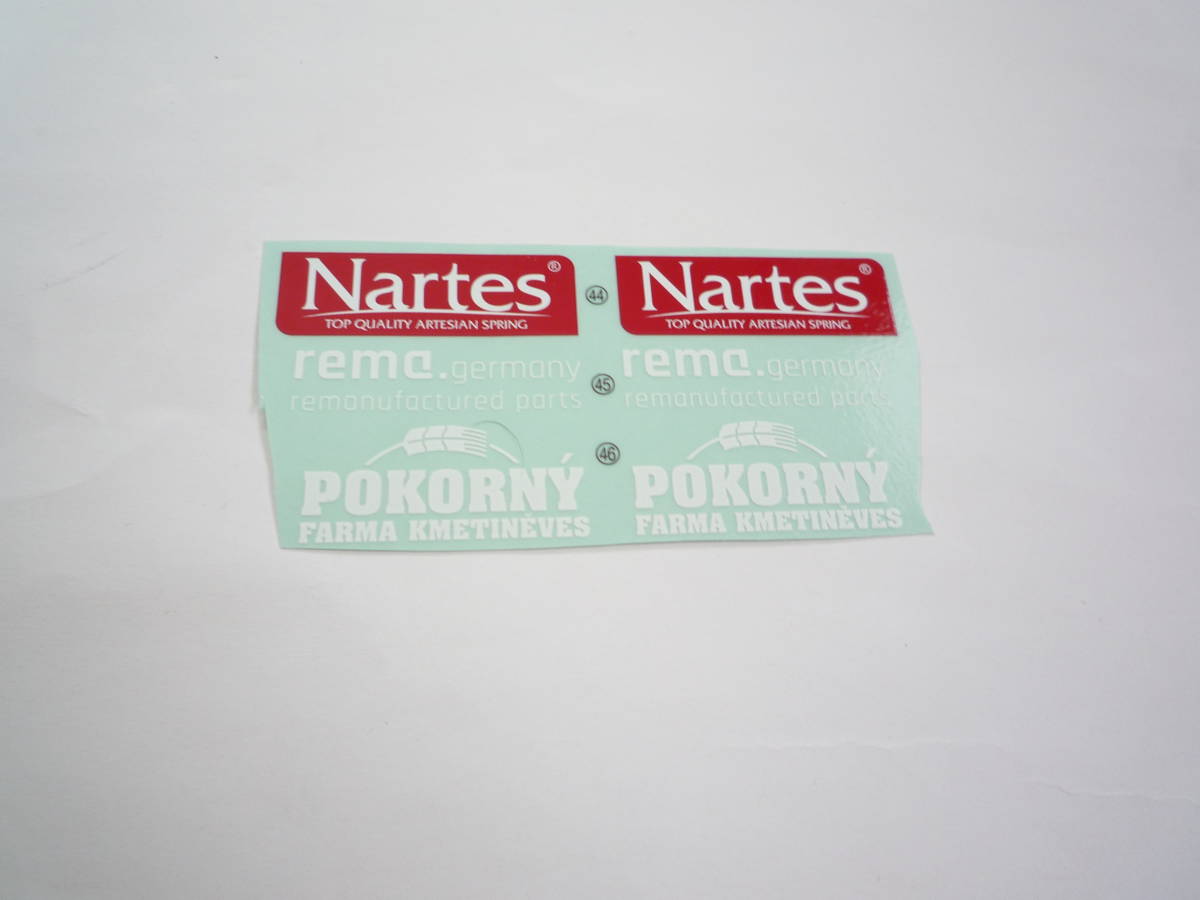 Nartes® 44 Nartes®
TOP QUALITY ARTESIAN SPRING TOP QUALITY ARTESIAN SPRING
rema.germany 45 rema.germany
remanufactured parts remanufactured parts
46
POKORNÝ POKORNÝ
FARMA KMETINĚVES FARMA KMETINĚVES